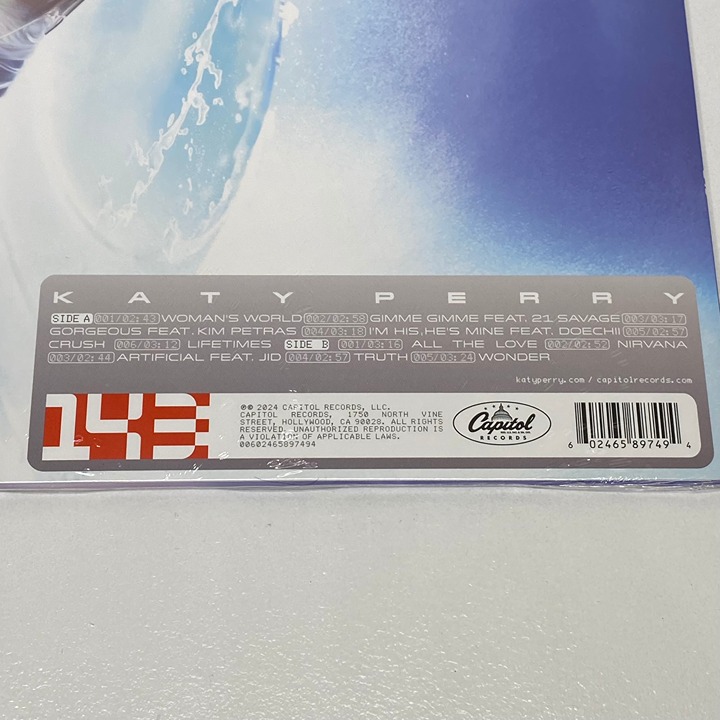 KATY PERRY
SIDE A 001/02:43 WOMAN'S WORLD 002/02:58 GIMME GIMME FEAT. 21 SAVAGE 003/03:17
GORGEOUS FEAT. KIM PETRAS 004/03:18 I'M HIS, HE'S MINE FEAT. DOECHII 005/02:57
CRUSH 006/03:12 LIFETIMES SIDE B 001/03:16 ALL THE LOVE 002/02:52 NIRVANA
003/02:44 ARTIFICIAL FEAT. JID 004/02:57 TRUTH 005/03:24 WONDER
katyperry.com / capitolrecords.com
143
℗© 2024 CAPITOL RECORDS, LLC.
CAPITOL RECORDS, 1750 NORTH VINE
STREET, HOLLYWOOD, CA 90028. ALL RIGHTS
RESERVED. UNAUTHORIZED REPRODUCTION IS
A VIOLATION OF APPLICABLE LAWS.
00602465897494
Capitol
RECORDS
6 02465 89749 4